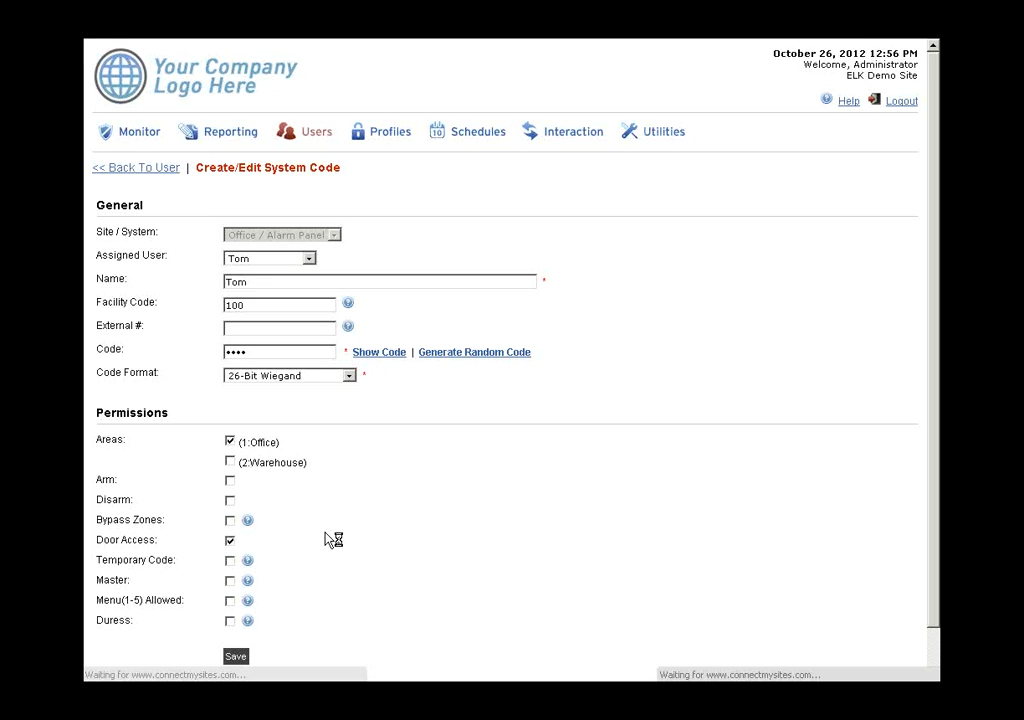 Your Company
Logo Here
October 26, 2012 12:56 PM
Welcome, Administrator
ELK Demo Site
Help Logout
Monitor Reporting Users Profiles 10 Schedules Interaction Utilities
<< Back To User | Create/Edit System Code
General
Site / System: Office / Alarm Panel
Assigned User: Tom
Name: Tom *
Facility Code: 100
External #:
Code: •••• * Show Code | Generate Random Code
Code Format: 26-Bit Wiegand *
Permissions
Areas: (1:Office)
(2:Warehouse)
Arm:
Disarm:
Bypass Zones:
Door Access:
Temporary Code:
Master:
Menu(1-5) Allowed:
Duress:
Save
Waiting for www.connectmysites.com... Waiting for www.connectmysites.com...